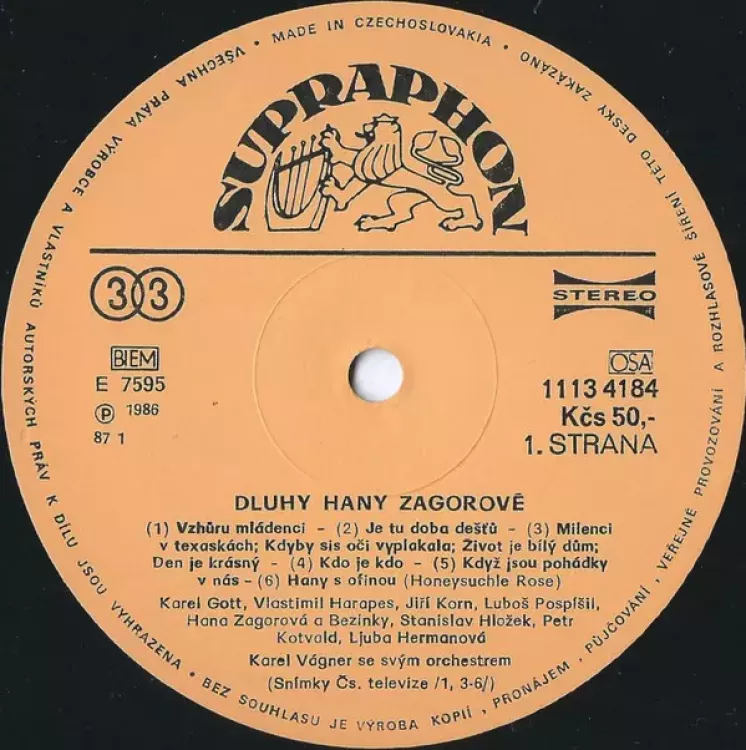 • MADE IN CZECHOSLOVAKIA •
VŠECHNA PRÁVA VÝROBCE A VLASTNÍKŮ AUTORSKÝCH PRÁV K DÍLU JSOU VYHRAZENA • BEZ SOUHLASU JE VÝROBA KOPIÍ, PRONÁJEM, PŮJČOVÁNÍ, VEŘEJNÉ PROVOZOVÁNÍ A ROZHLASOVÉ ŠÍŘENÍ TÉTO DESKY ZAKÁZÁNO
SUPRAPHON
33
STEREO
BIEM
E 7595
Ⓟ 1986
87 1
OSA
1113 4184
Kčs 50,-
1. STRANA
DLUHY HANY ZAGOROVÉ
(1) Vzhůru mládenci – (2) Je tu doba dešťů – (3) Milenci
v texaskách; Kdyby sis oči vyplakala; Život je bílý dům;
Den je krásný – (4) Kdo je kdo – (5) Když jsou pohádky
v nás – (6) Hany s ofinou (Honeysuchle Rose)
Karel Gott, Vlastimil Harapes, Jiří Korn, Luboš Pospíšil,
Hana Zagorová a Bezinky, Stanislav Hložek, Petr
Kotvald, Ljuba Hermanová
Karel Vágner se svým orchestrem
(Snímky Čs. televize /1, 3-6/)